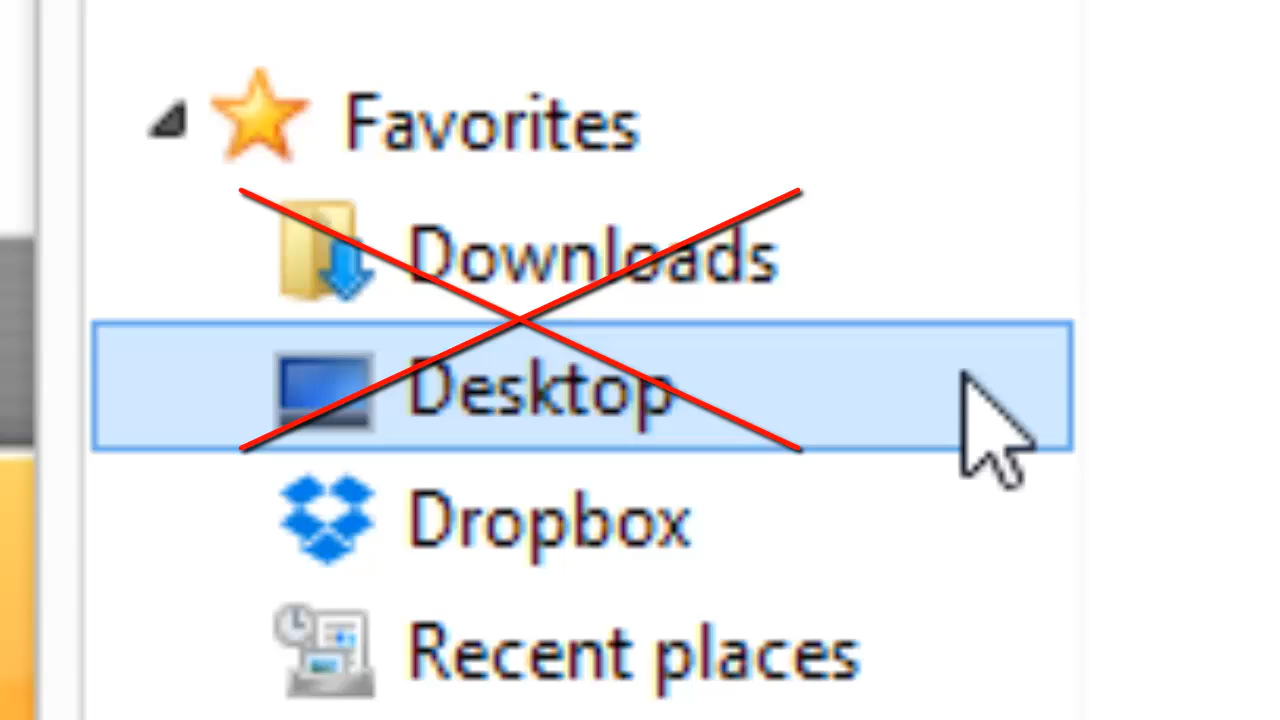 Favorites
Downloads
Desktop
Dropbox
Recent places